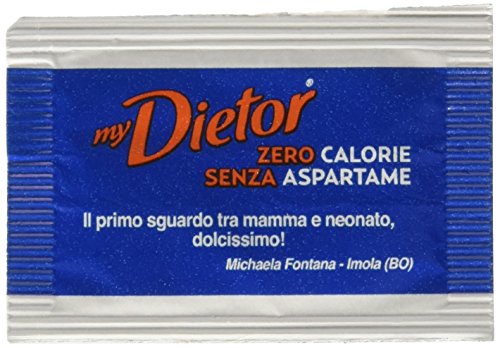 my Dietor®
ZERO CALORIE
SENZA ASPARTAME
Il primo sguardo tra mamma e neonato,
dolcissimo!
Michaela Fontana - Imola (BO)